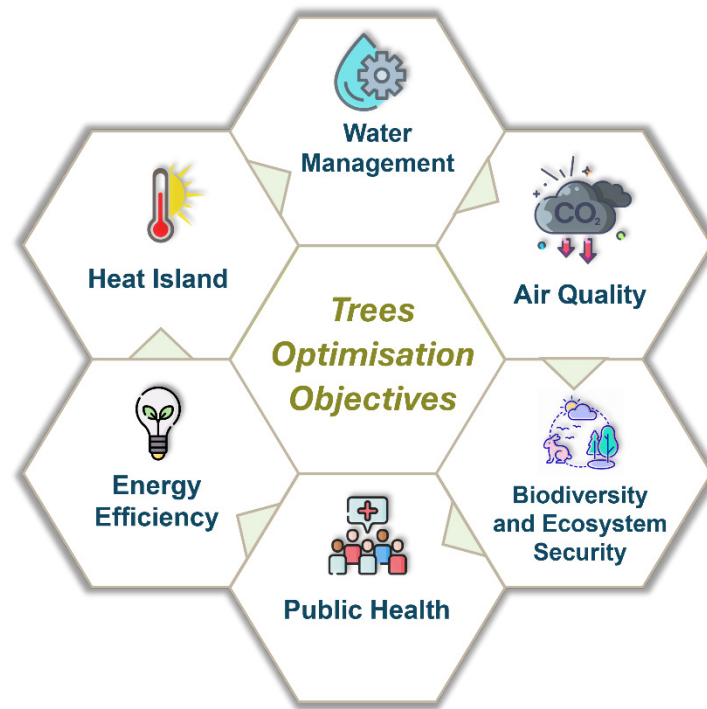 Water
Management
CO₂
Air Quality
Biodiversity
and Ecosystem
Security
Public Health
Energy
Efficiency
Heat Island
Trees
Optimisation
Objectives